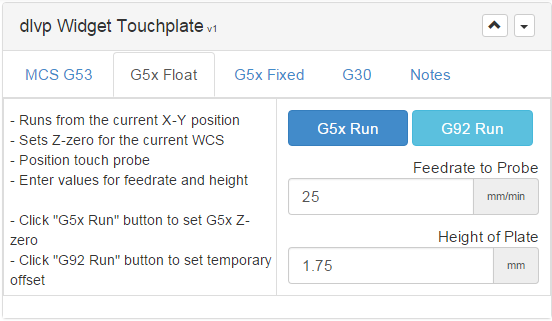 dlvp Widget Touchplate v1
MCS G53 G5x Float G5x Fixed G30 Notes
- Runs from the current X-Y position
- Sets Z-zero for the current WCS
- Position touch probe
- Enter values for feedrate and height
- Click "G5x Run" button to set G5x Z-
zero
- Click "G92 Run" button to set temporary
offset
G5x Run G92 Run
Feedrate to Probe
25 mm/min
Height of Plate
1.75 mm